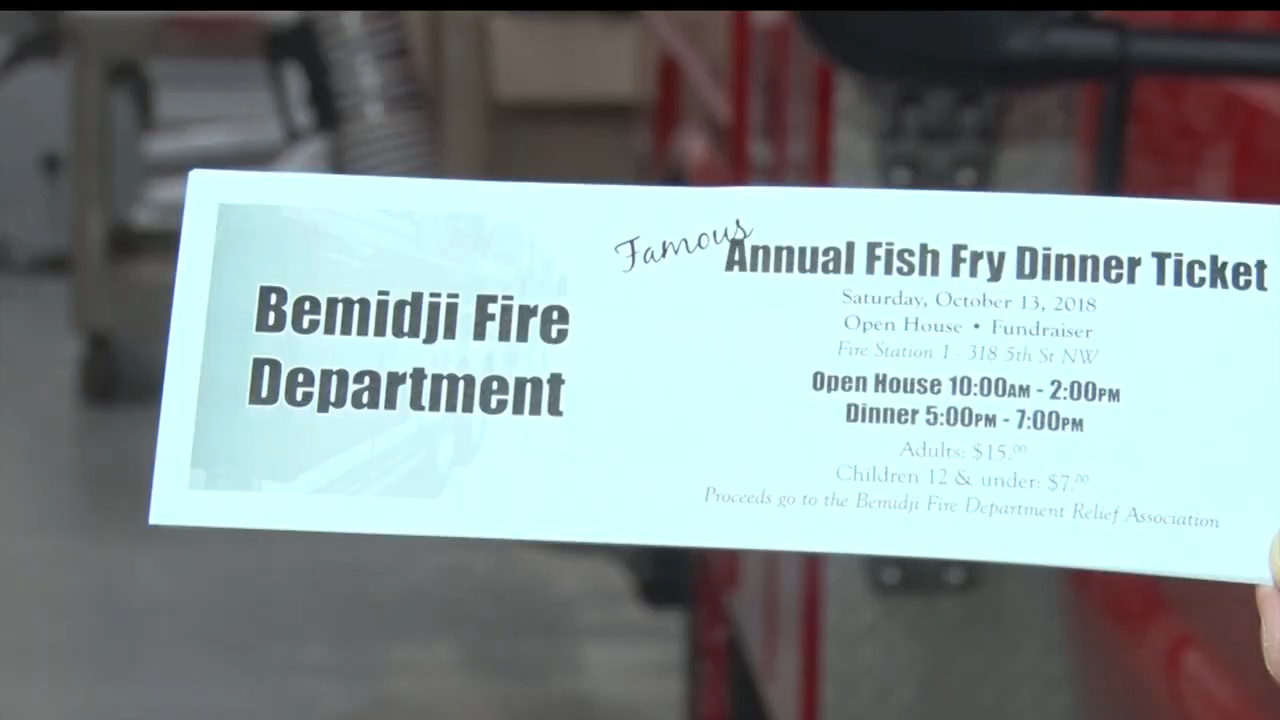 Bemidji Fire
Department
Famous
Annual Fish Fry Dinner Ticket
Saturday, October 13, 2018
Open House • Fundraiser
Fire Station 1 - 318 5th St NW
Open House 10:00AM - 2:00PM
Dinner 5:00PM - 7:00PM
Adults: $15.00
Children 12 & under: $7.00
Proceeds go to the Bemidji Fire Department Relief Association